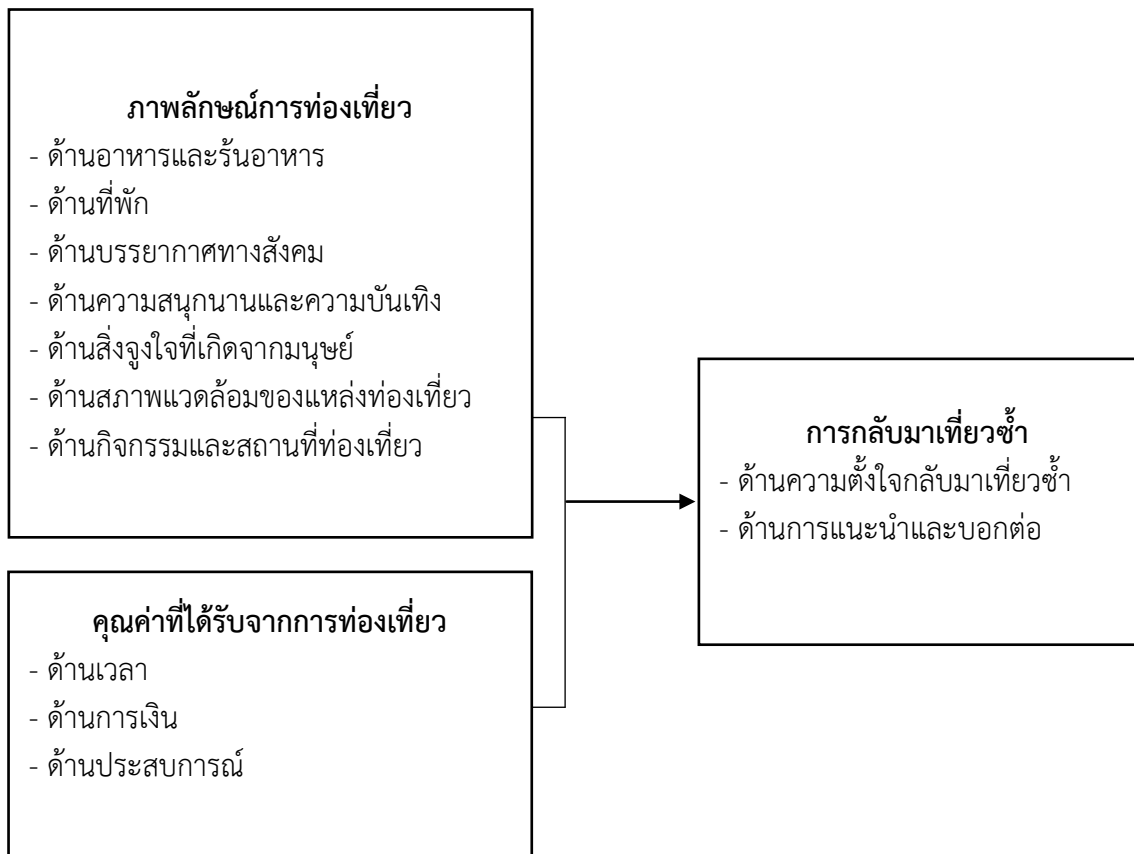 ภาพลักษณ์การท่องเที่ยว
- ด้านอาหารและร้นอาหาร
- ด้านที่พัก
- ด้านบรรยากาศทางสังคม
- ด้านความสนุกนานและความบันเทิง
- ด้านสิ่งจูงใจที่เกิดจากมนุษย์
- ด้านสภาพแวดล้อมของแหล่งท่องเที่ยว
- ด้านกิจกรรมและสถานที่ท่องเที่ยว
คุณค่าที่ได้รับจากการท่องเที่ยว
- ด้านเวลา
- ด้านการเงิน
- ด้านประสบการณ์
การกลับมาเที่ยวซ้ำ
- ด้านความตั้งใจกลับมาเที่ยวซ้ำ
- ด้านการแนะนำและบอกต่อ